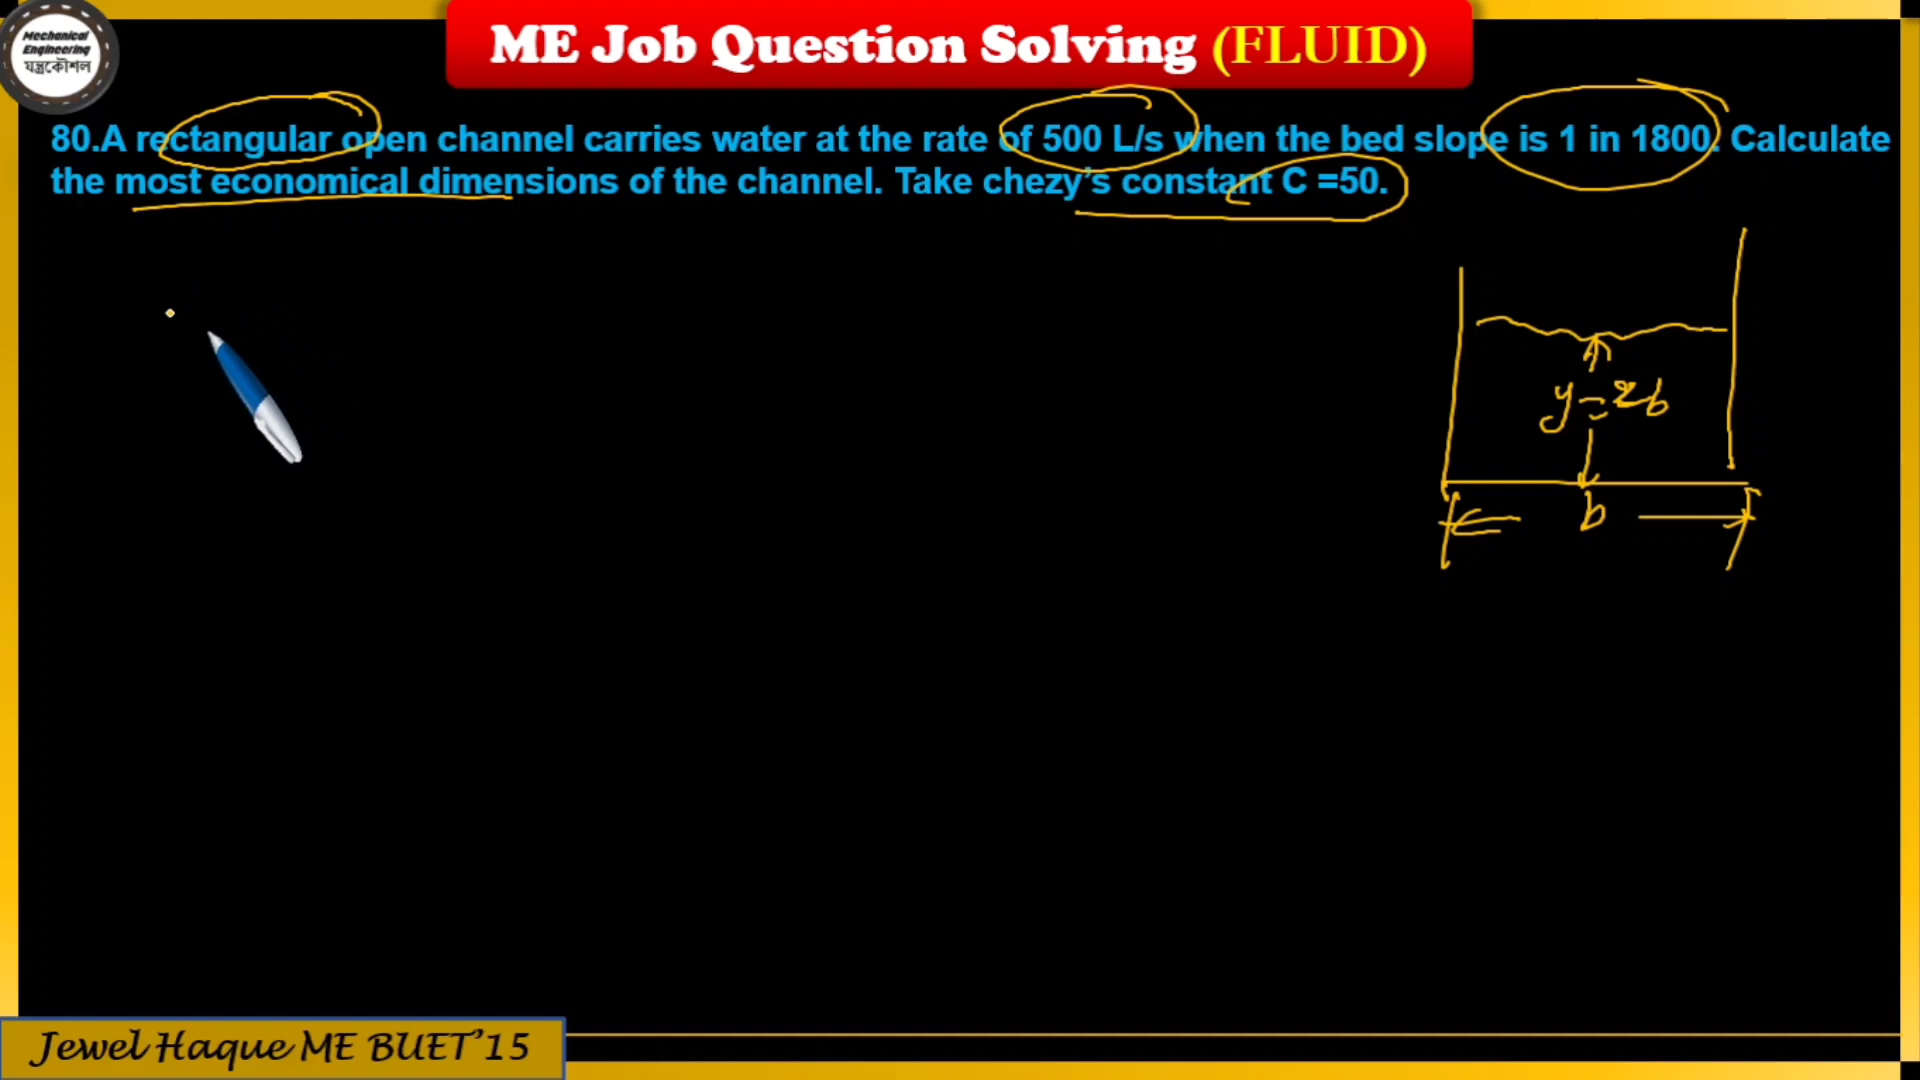 Mechanical
Engineering
যন্ত্রকৌশল
ME Job Question Solving (FLUID)
80.A rectangular open channel carries water at the rate of 500 L/s when the bed slope is 1 in 1800. Calculate
the most economical dimensions of the channel. Take chezy's constant C =50.
b
Jewel Haque ME BUET'15